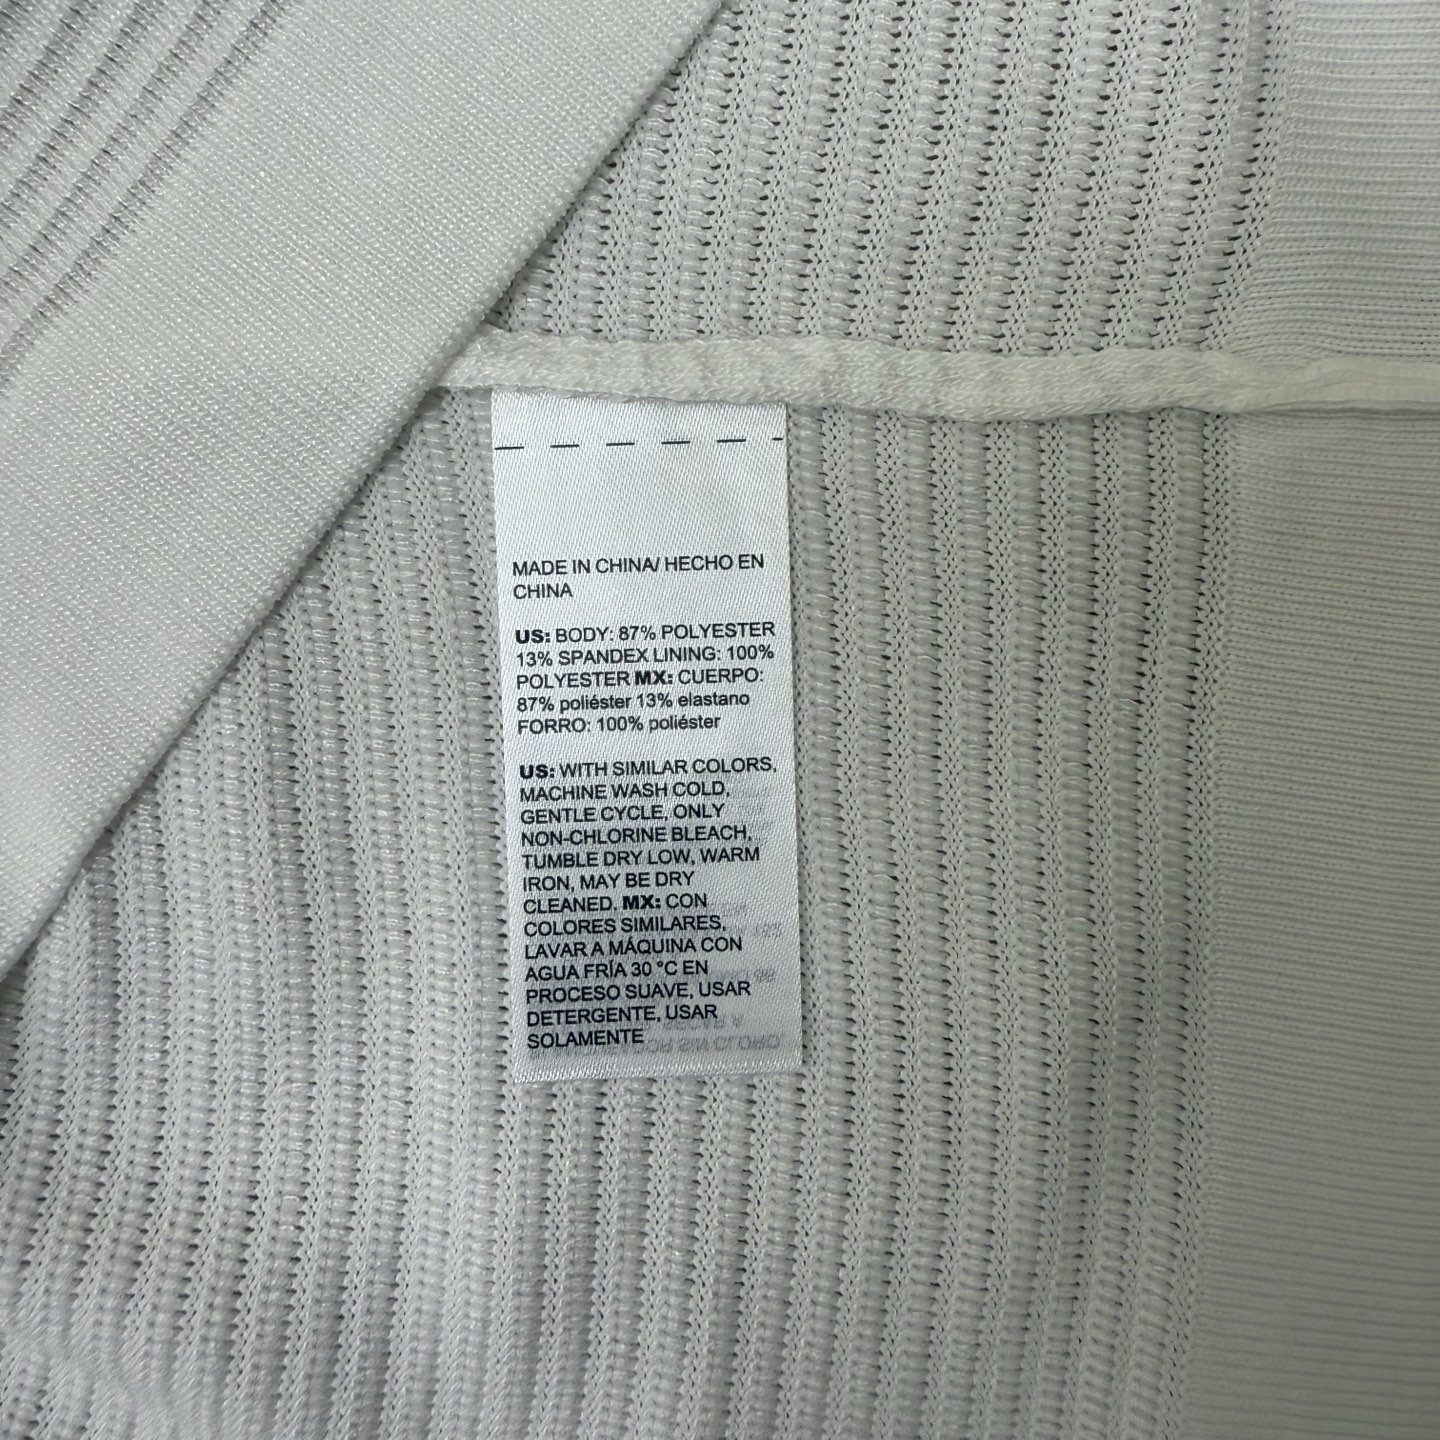 MADE IN CHINA/ HECHO EN
CHINA
US: BODY: 87% POLYESTER
13% SPANDEX LINING: 100%
POLYESTER MX: CUERPO:
87% poliéster 13% elastano
FORRO: 100% poliéster
US: WITH SIMILAR COLORS,
MACHINE WASH COLD,
GENTLE CYCLE, ONLY
NON-CHLORINE BLEACH,
TUMBLE DRY LOW, WARM
IRON, MAY BE DRY
CLEANED. MX: CON
COLORES SIMILARES,
LAVAR A MÁQUINA CON
AGUA FRÍA 30 °C EN
PROCESO SUAVE, USAR
DETERGENTE, USAR
SOLAMENTE